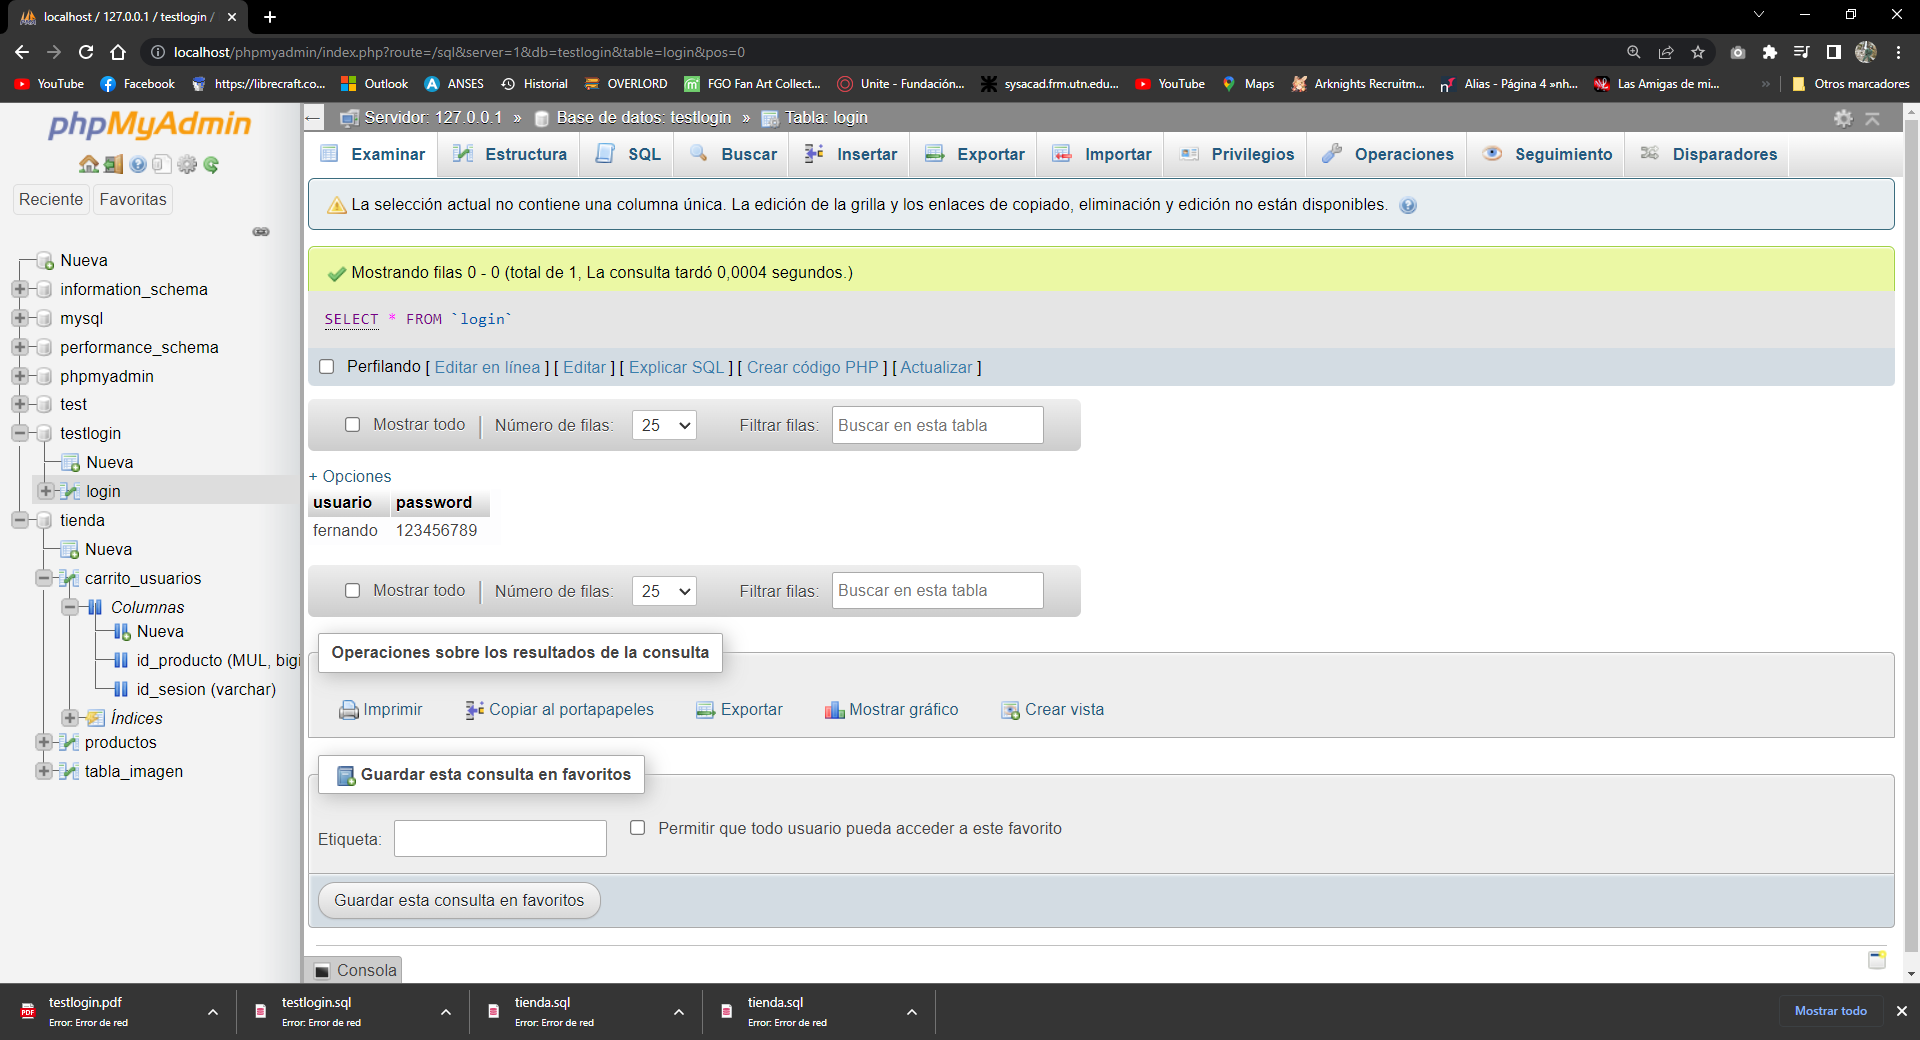 localhost / 127.0.0.1 / testlogin /
localhost/phpmyadmin/index.php?route=/sql&server=1&db=testlogin&table=login&pos=0
YouTube
Facebook
https://librecraft.co...
Outlook
ANSES
Historial
OVERLORD
FGO Fan Art Collect...
Unite - Fundación...
sysacad.frm.utn.edu...
YouTube
Maps
Arknights Recruitm...
Alias - Página 4 »nh...
Las Amigas de mi...
»
Otros marcadores
phpMyAdmin
Reciente
Favoritas
Nueva
information_schema
mysql
performance_schema
phpmyadmin
test
testlogin
Nueva
login
tienda
Nueva
carrito_usuarios
Columnas
Nueva
id_producto (MUL, bigi
id_sesion (varchar)
Índices
productos
tabla_imagen
Servidor: 127.0.0.1 » Base de datos: testlogin » Tabla: login
Examinar
Estructura
SQL
Buscar
Insertar
Exportar
Importar
Privilegios
Operaciones
Seguimiento
Disparadores
La selección actual no contiene una columna única. La edición de la grilla y los enlaces de copiado, eliminación y edición no están disponibles.
Mostrando filas 0 - 0 (total de 1, La consulta tardó 0,0004 segundos.)
SELECT * FROM `login`
Perfilando [ Editar en línea ] [ Editar ] [ Explicar SQL ] [ Crear código PHP ] [ Actualizar ]
Mostrar todo
Número de filas:
25
Filtrar filas:
Buscar en esta tabla
+ Opciones
usuario password
fernando 123456789
Mostrar todo
Número de filas:
25
Filtrar filas:
Buscar en esta tabla
Operaciones sobre los resultados de la consulta
Imprimir
Copiar al portapapeles
Exportar
Mostrar gráfico
Crear vista
Guardar esta consulta en favoritos
Etiqueta:
Permitir que todo usuario pueda acceder a este favorito
Guardar esta consulta en favoritos
Consola
testlogin.pdf
Error: Error de red
testlogin.sql
Error: Error de red
tienda.sql
Error: Error de red
tienda.sql
Error: Error de red
Mostrar todo